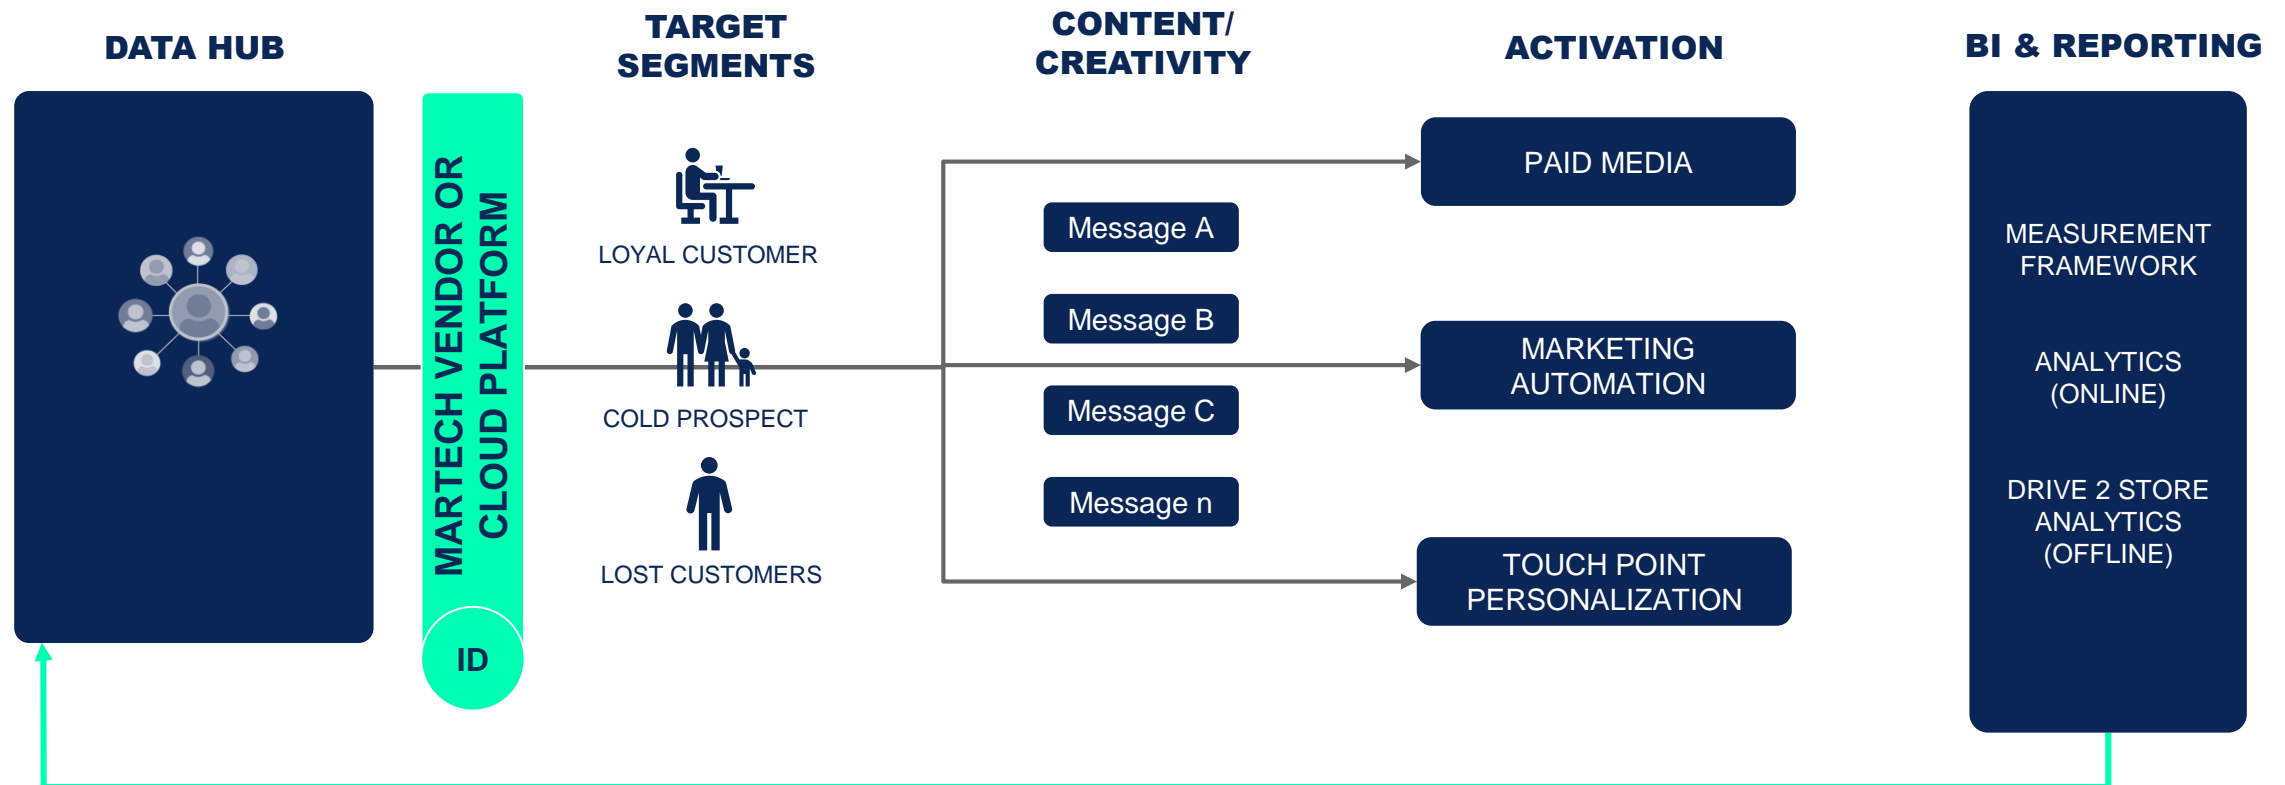 DATA HUB
TARGET
SEGMENTS
CONTENT/
CREATIVITY
ACTIVATION
BI & REPORTING
MARTECH VENDOR OR
CLOUD PLATFORM
ID
LOYAL CUSTOMER
COLD PROSPECT
LOST CUSTOMERS
Message A
Message B
Message C
Message n
PAID MEDIA
MARKETING
AUTOMATION
TOUCH POINT
PERSONALIZATION
MEASUREMENT
FRAMEWORK
ANALYTICS
(ONLINE)
DRIVE 2 STORE
ANALYTICS
(OFFLINE)